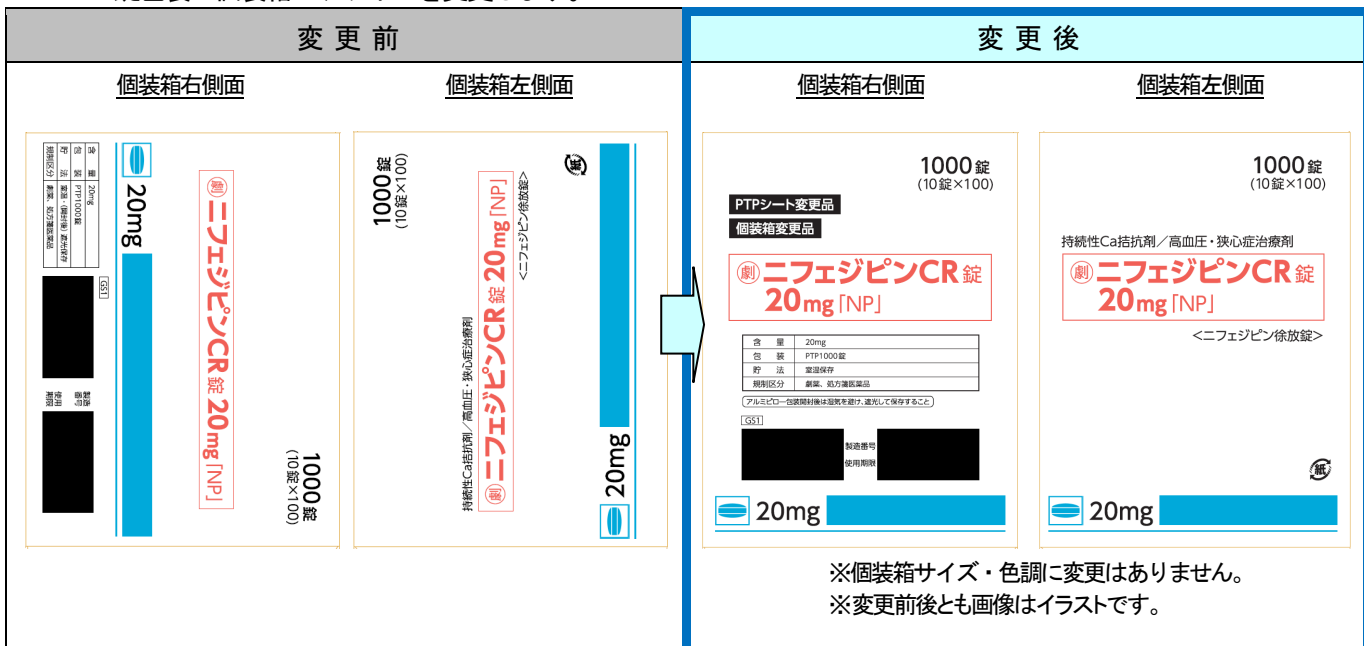 変更前
個装箱右側面
個装箱左側面
含量 20mg
包装 PTP1000錠
貯法 室温・(開封後)遮光保存
規制区分 劇薬、処方箋医薬品
GS1
製造番号
使用期限
20mg
劇 ニフェジピンCR錠20mg「NP」
1000錠
(10錠×100)
1000錠
(10錠×100)
持続性Ca拮抗剤/高血圧・狭心症治療剤
劇 ニフェジピンCR錠20mg「NP」
<ニフェジピン徐放錠>
紙
20mg
変更後
個装箱右側面
個装箱左側面
1000錠
(10錠×100)
PTPシート変更品
個装箱変更品
劇 ニフェジピンCR錠
20mg「NP」
含量 20mg
包装 PTP1000錠
貯法 室温保存
規制区分 劇薬、処方箋医薬品
アルミピロー包装開封後は湿気を避け、遮光して保存すること
GS1
製造番号
使用期限
20mg
1000錠
(10錠×100)
持続性Ca拮抗剤/高血圧・狭心症治療剤
劇 ニフェジピンCR錠
20mg「NP」
<ニフェジピン徐放錠>
紙
20mg
※個装箱サイズ・色調に変更はありません。
※変更前後とも画像はイラストです。